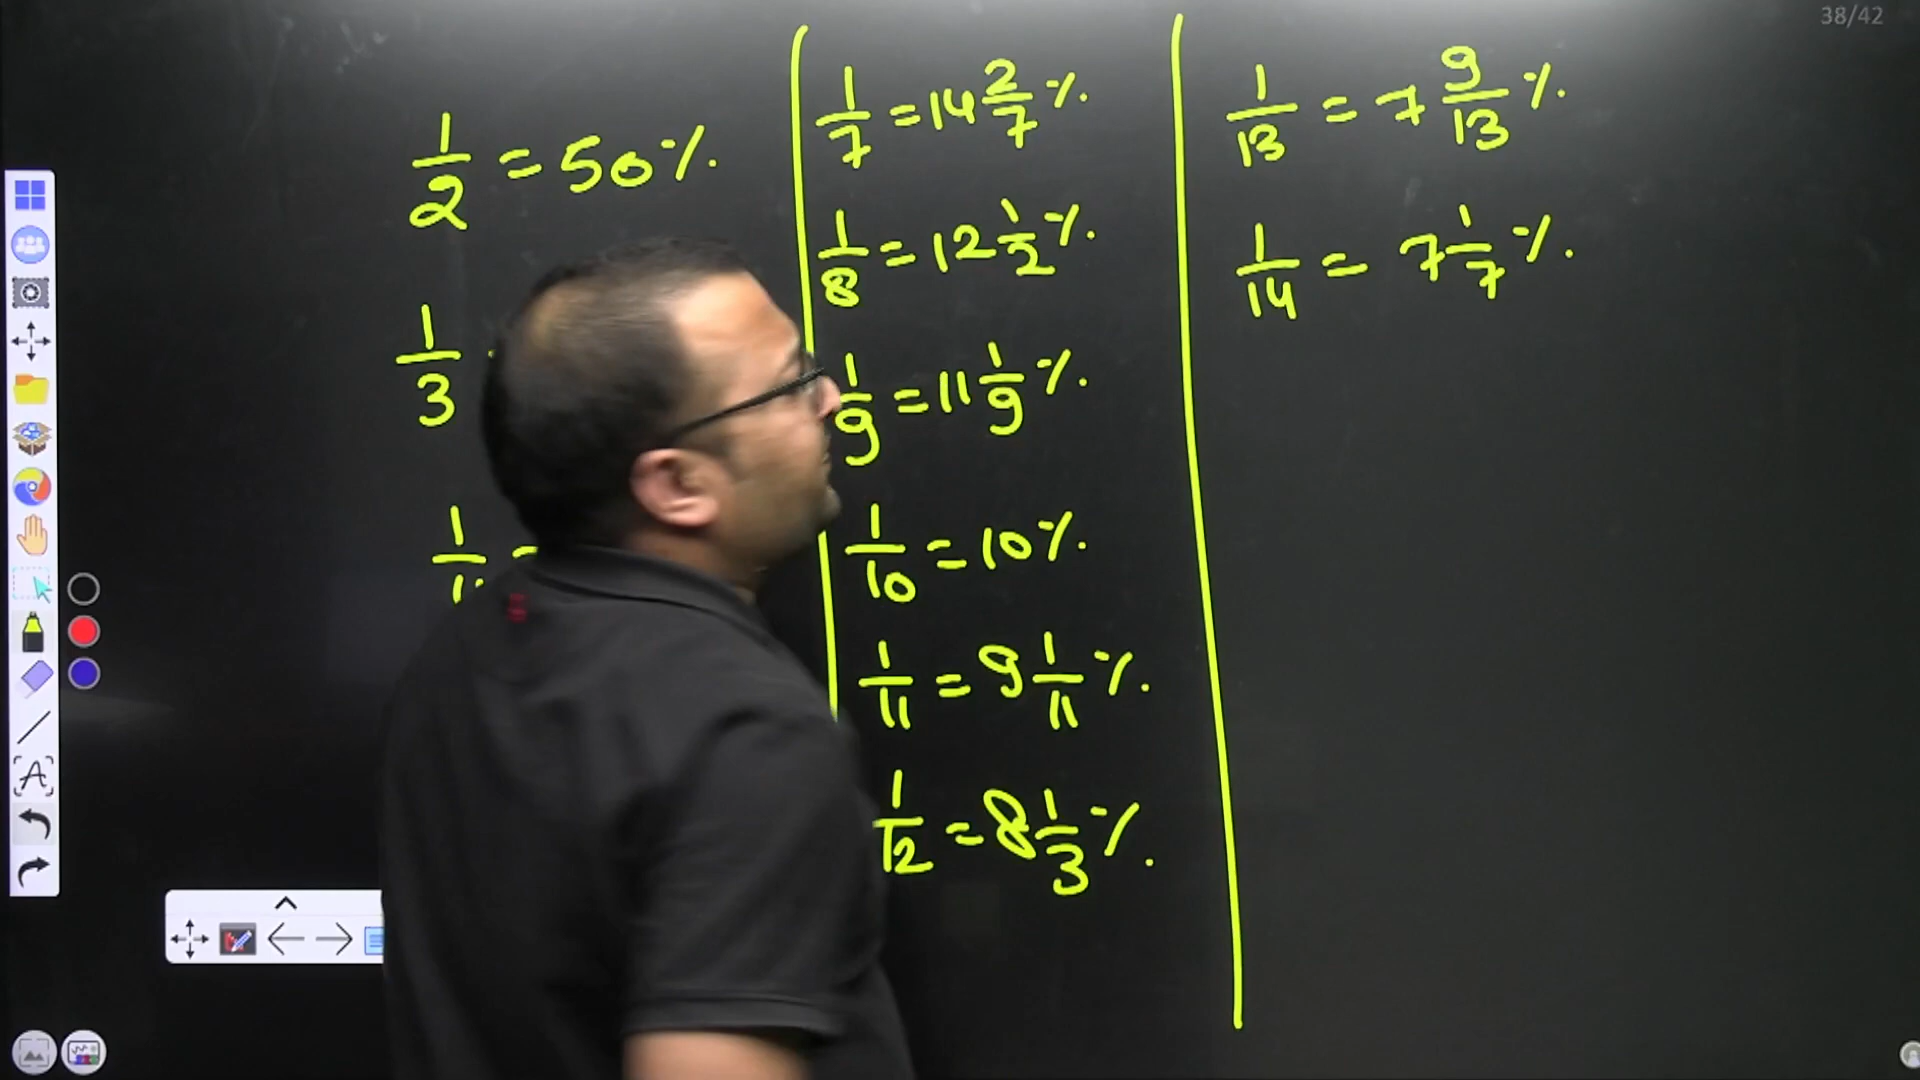 38/42
1/2 = 50%
1/3
1/7 = 14 2/7 %
1/8 = 12 1/2 %
1/9 = 11 1/9 %
1/10 = 10%
1/11 = 9 1/11 %
1/12 = 8 1/3 %
1/13 = 7 9/13 %
1/14 = 7 1/7 %